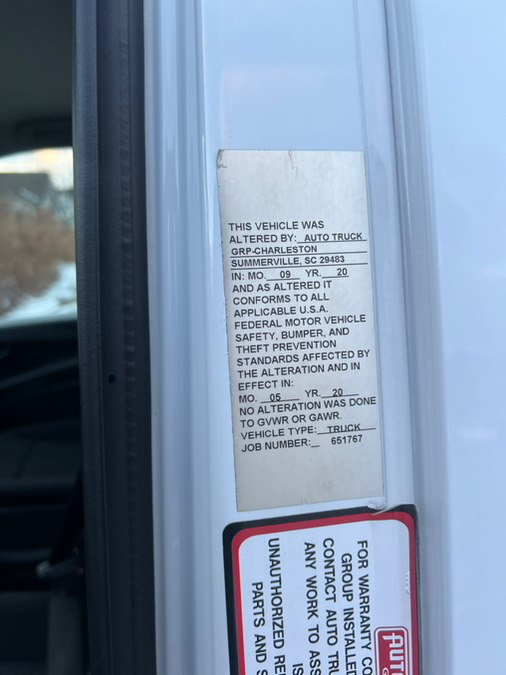 THIS VEHICLE WAS
ALTERED BY: AUTO TRUCK
GRP-CHARLESTON
SUMMERVILLE, SC 29483
IN: MO. 09 YR. 20
AND AS ALTERED IT
CONFORMS TO ALL
APPLICABLE U.S.A.
FEDERAL MOTOR VEHICLE
SAFETY, BUMPER, AND
THEFT PREVENTION
STANDARDS AFFECTED BY
THE ALTERATION AND IN
EFFECT IN:
MO. 05 YR. 20
NO ALTERATION WAS DONE
TO GVWR OR GAWR.
VEHICLE TYPE: TRUCK
JOB NUMBER: 651767
AUTO
G
FOR WARRANTY CO
GROUP INSTALLED
CONTACT AUTO TRU
ANY WORK TO ASS
IS
UNAUTHORIZED RE
PARTS AND S